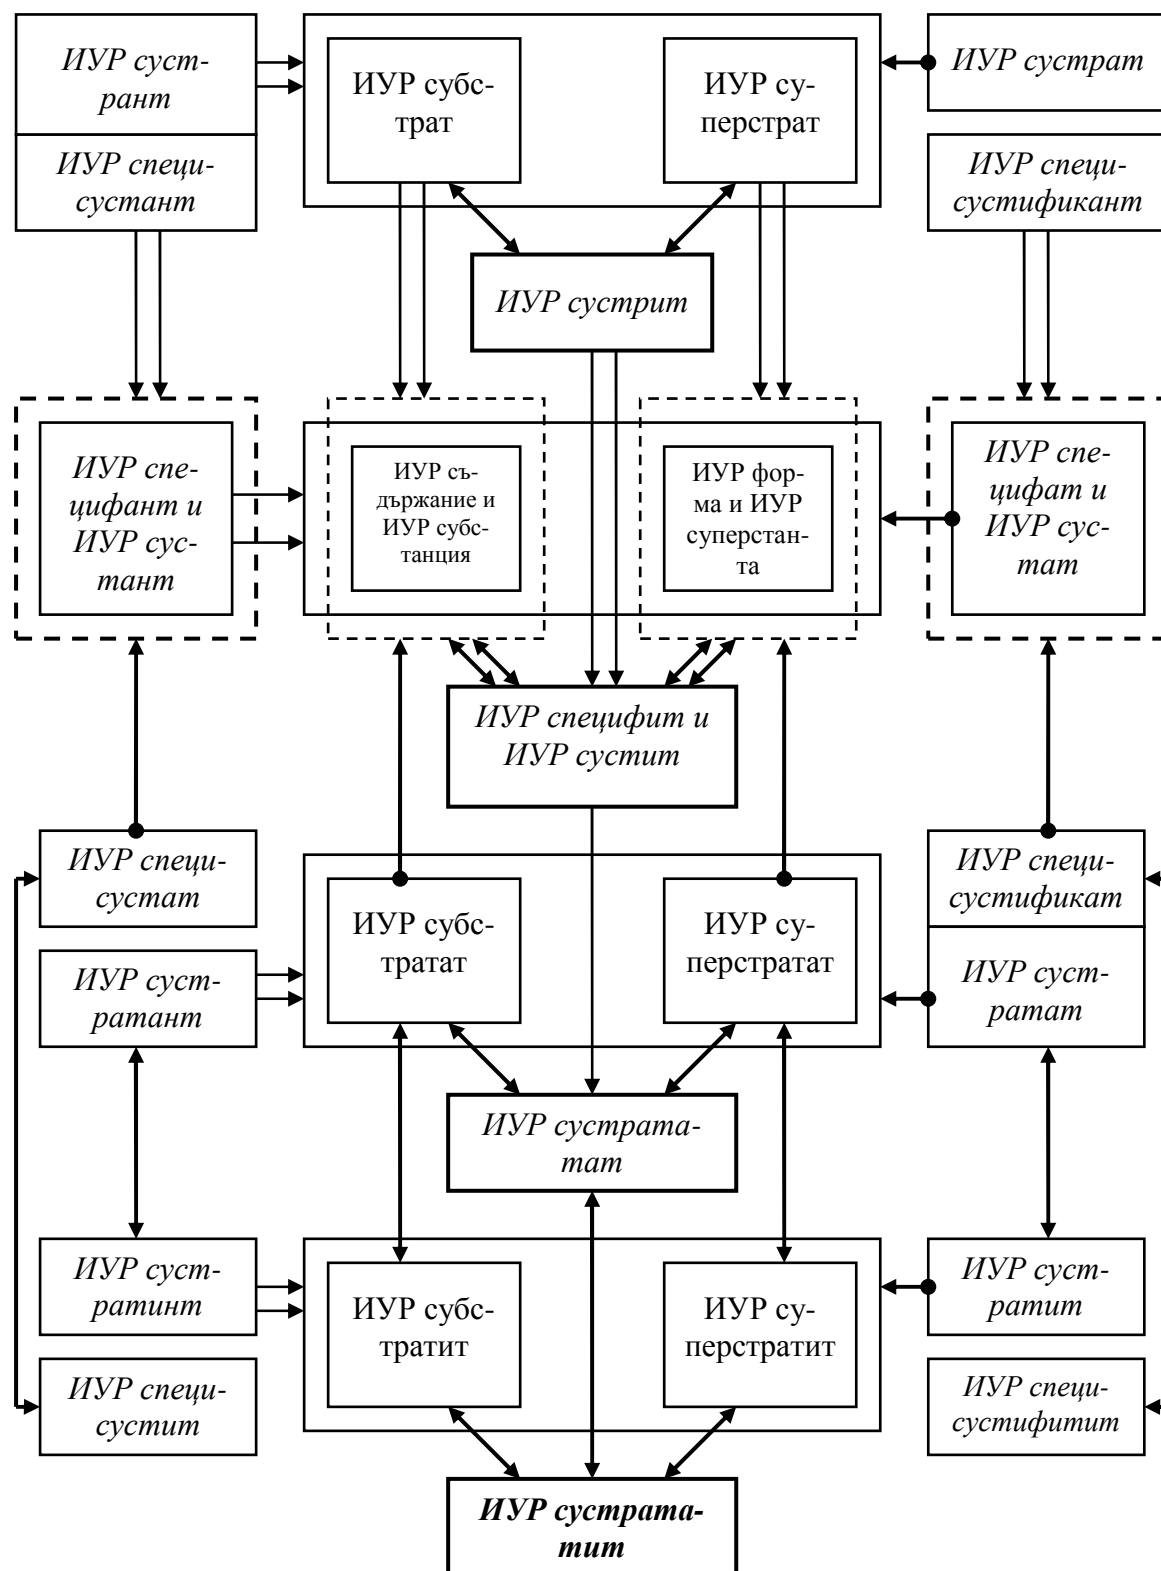 ИУР суст-
рант
ИУР субс-
трат
ИУР су-
перстрат
ИУР сустрат
ИУР специ-
сустант
ИУР специ-
сустификант
ИУР сустрит
ИУР спе-
цифант и
ИУР сус-
тант
ИУР съ-
държание и
ИУР субс-
танция
ИУР фор-
ма и ИУР
суперстан-
та
ИУР спе-
цифат и
ИУР сус-
тат
ИУР специфит и
ИУР сустит
ИУР специ-
сустат
ИУР субс-
тратат
ИУР су-
перстратат
ИУР специ-
сустификат
ИУР суст-
ратант
ИУР суст-
ратат
ИУР сустрата-
тат
ИУР суст-
ратинт
ИУР субс-
тратит
ИУР су-
перстратит
ИУР суст-
ратит
ИУР специ-
сустит
ИУР специ-
сустифитит
ИУР сустрата-
тит